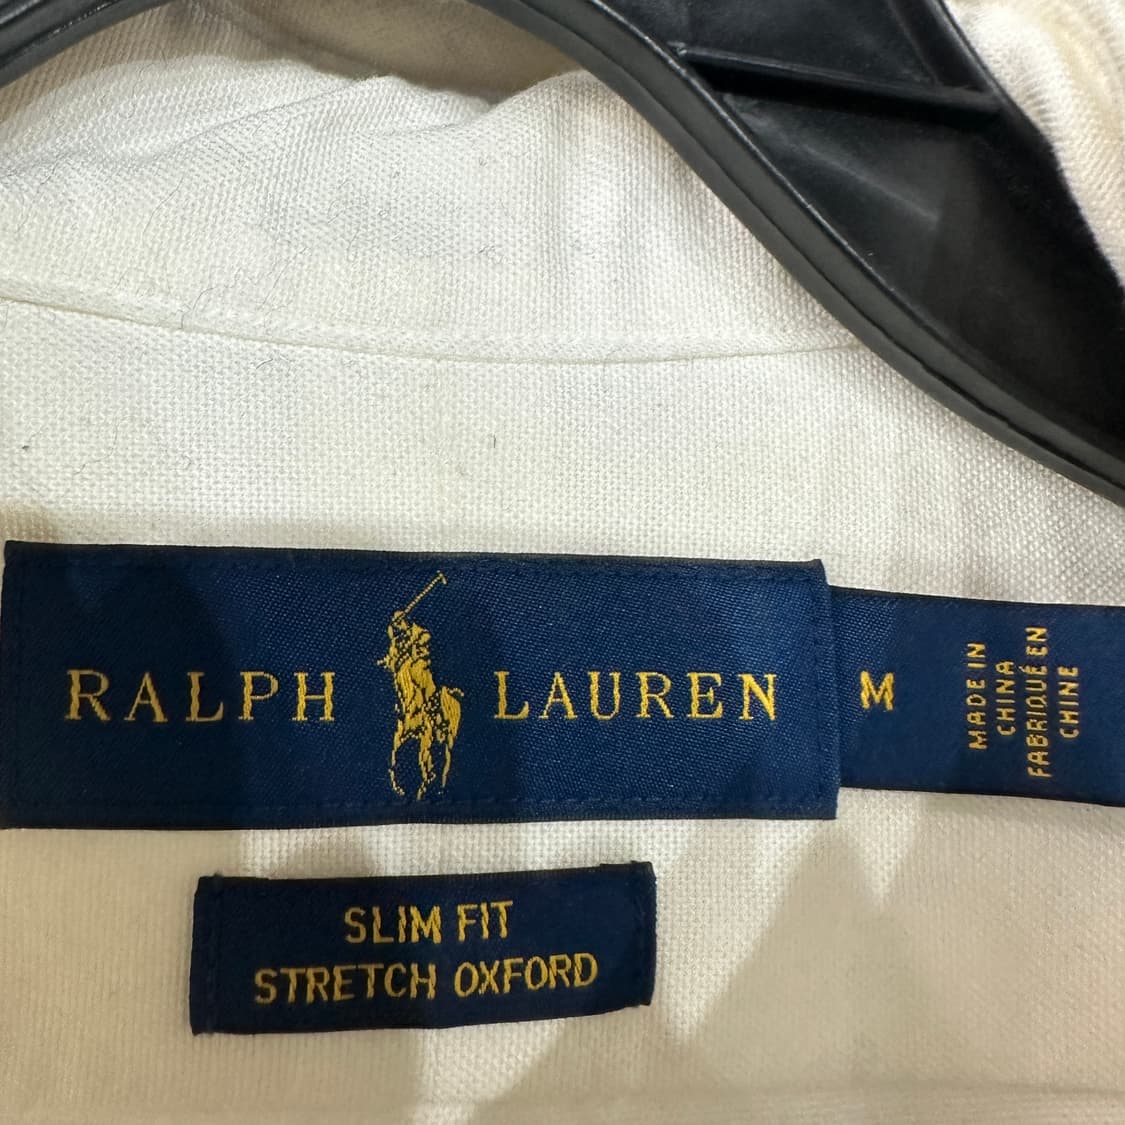 RALPH LAUREN
M
MADE IN
CHINA
FABRIQUÉ EN
CHINE
SLIM FIT
STRETCH OXFORD